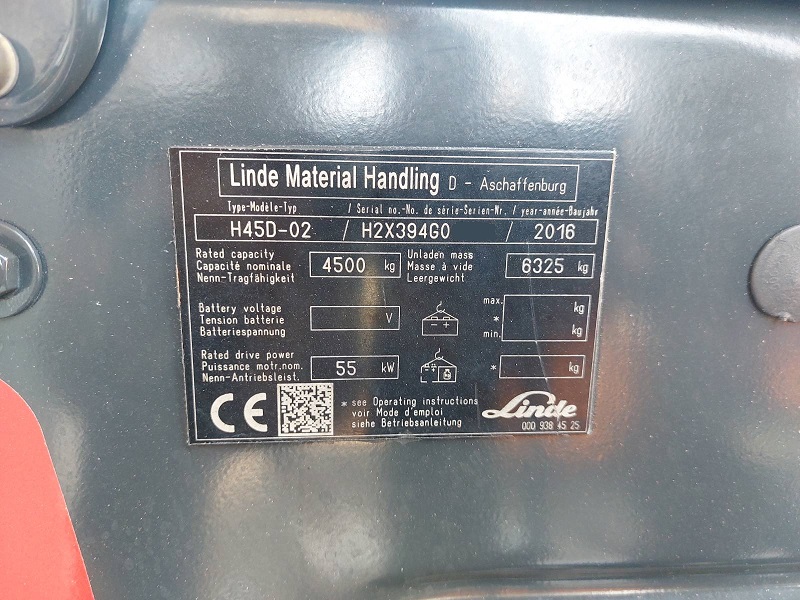 Linde Material Handling D - Aschaffenburg
Type-Modèle-Typ / Serial no.-No. de série-Serien-Nr. / year-année-Baujahr
H45D-02 / H2X394G0 / 2016
Rated capacity
Capacité nominale
Nenn-Tragfähigkeit
4500 kg
Unladen mass
Masse à vide
Leergewicht
6325 kg
Battery voltage
Tension batterie
Batteriespannung
V
- +
max.
*
min.
kg
kg
Rated drive power
Puissance motr.nom.
Nenn-Antriebsleist.
55 kW
+ -
* kg
CE
* see Operating instructions
voir Mode d'emploi
siehe Betriebsanleitung
Linde
000 938 45 25